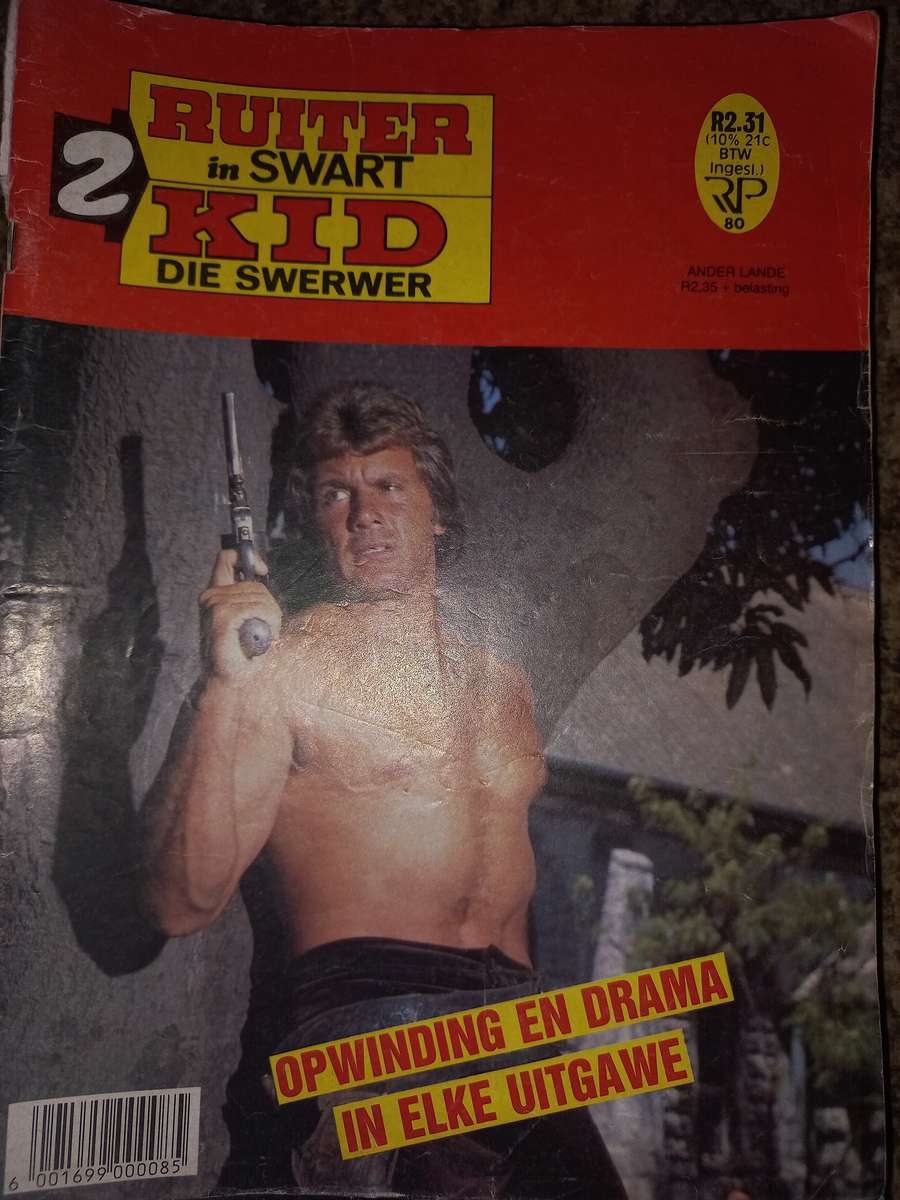 2
RUITER
in SWART
KID
DIE SWERWER
R2.31
(10% 21c
BTW
Ingesl.)
RP
80
ANDER LANDE
R2,35 + belasting
OPWINDING EN DRAMA
IN ELKE UITGAWE
6 001699 000085